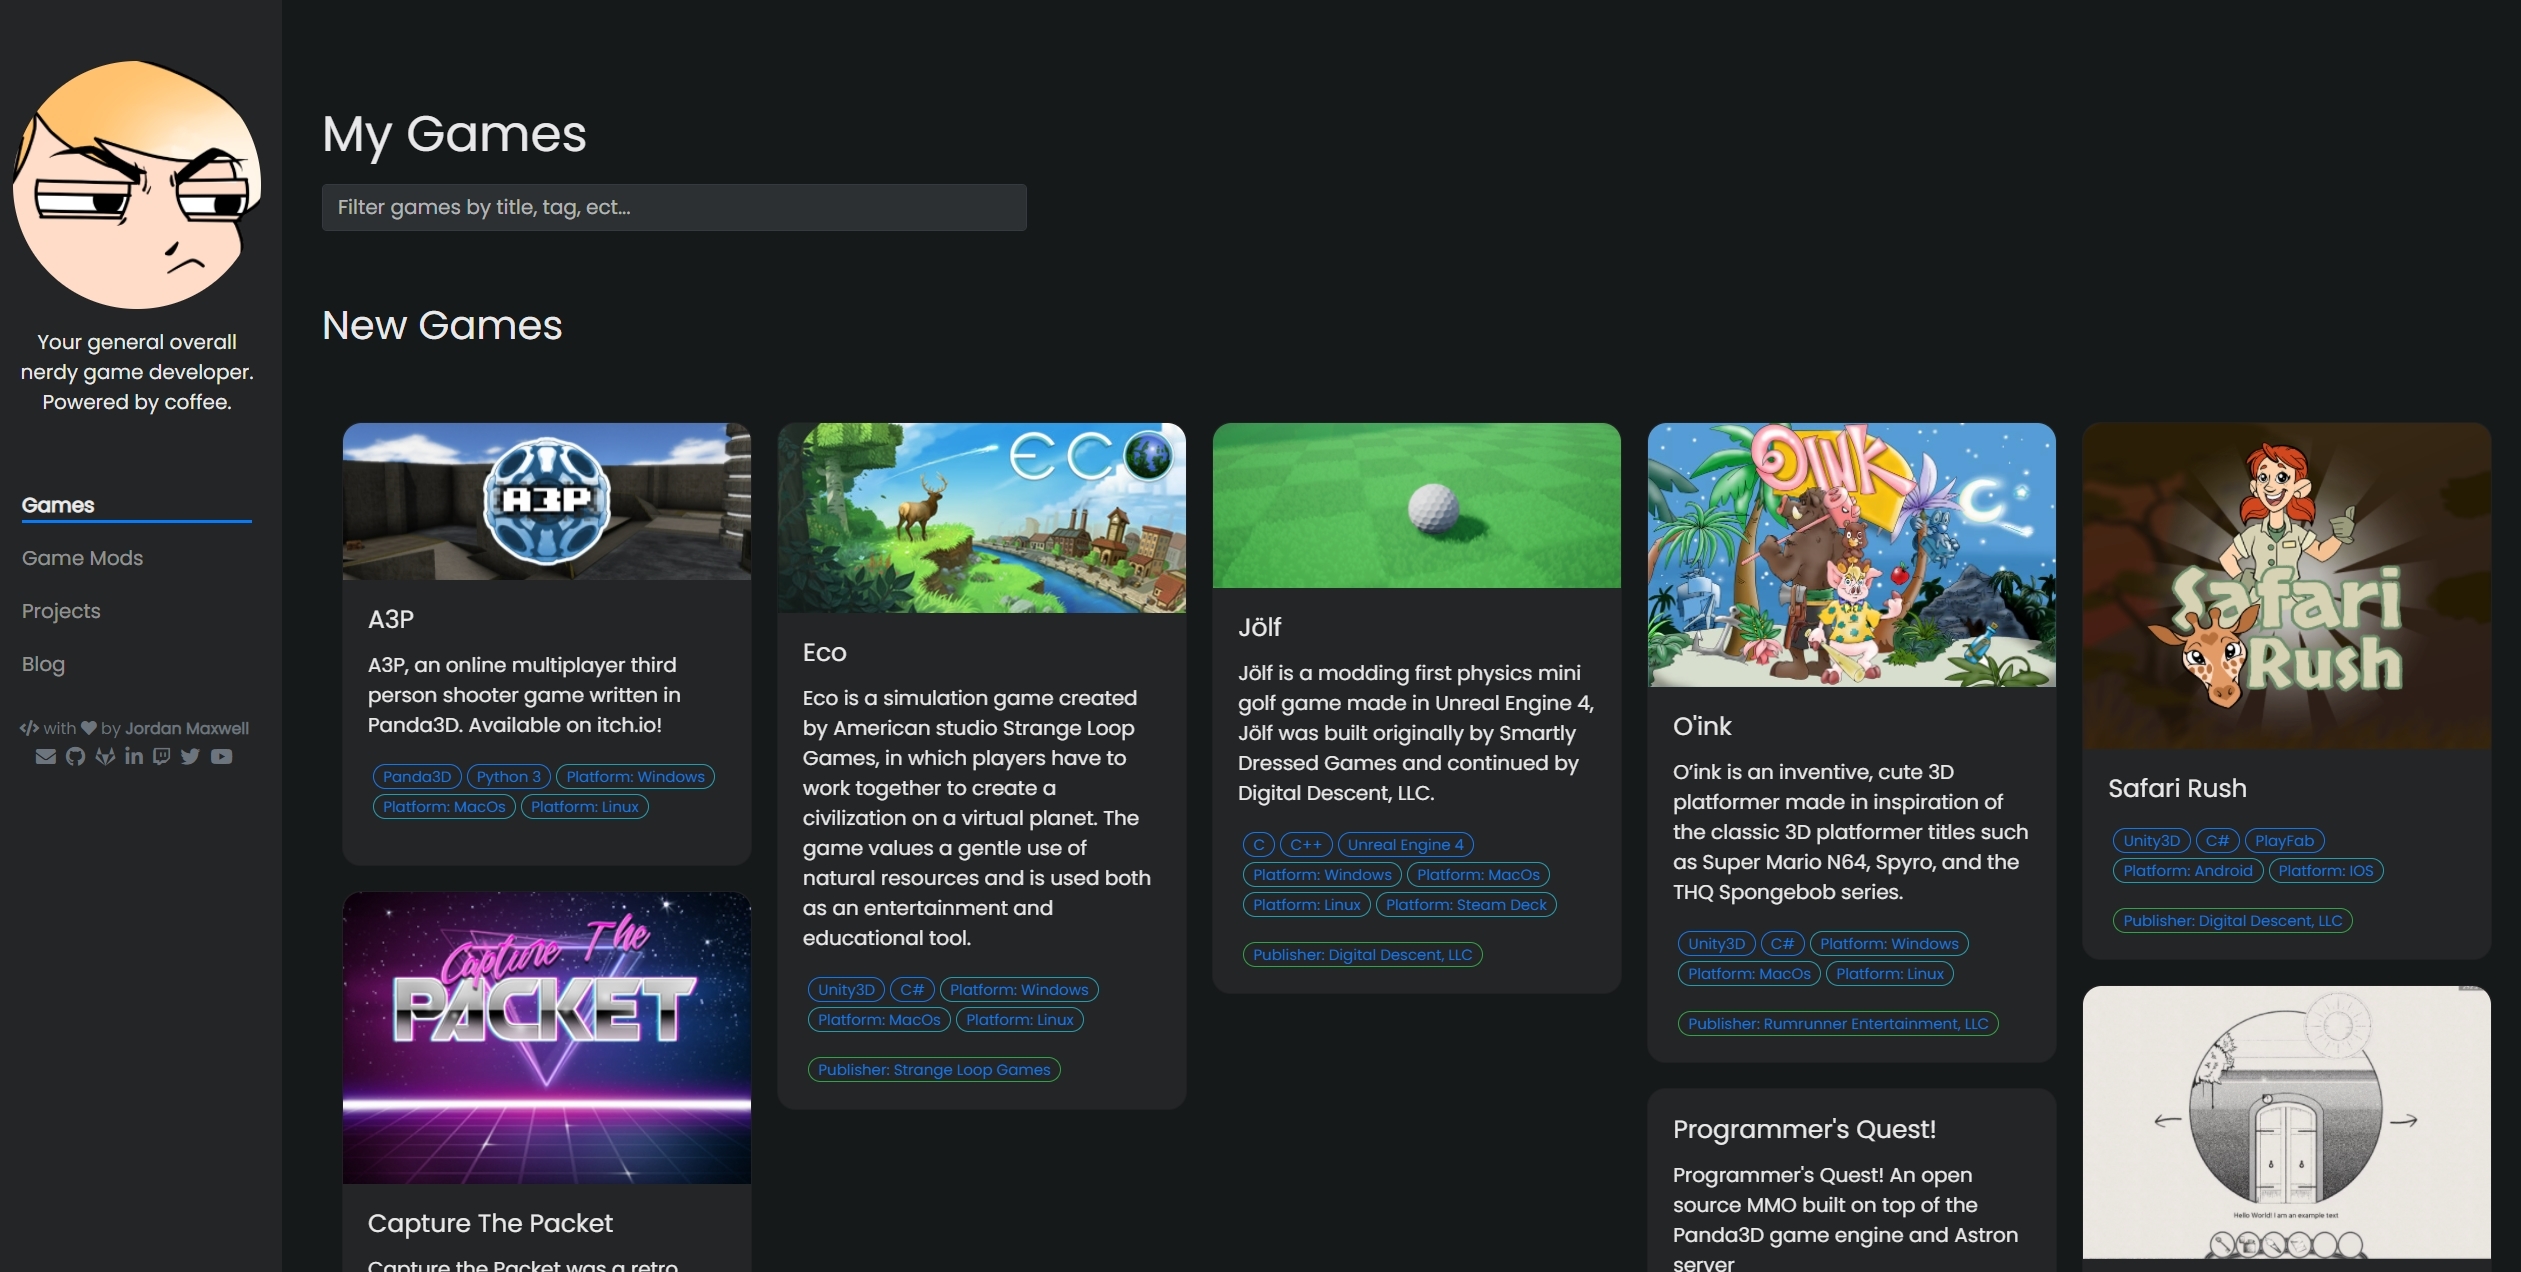 Your general overall
nerdy game developer.
Powered by coffee.
Games
Game Mods
Projects
Blog
with by Jordan Maxwell
My Games
Filter games by title, tag, ect...
New Games
A3P
A3P
A3P, an online multiplayer third
person shooter game written in
Panda3D. Available on itch.io!
Panda3D Python 3 Platform: Windows
Platform: MacOs Platform: Linux
Capture The
PACKET
Capture The Packet
Capture the Packet was a retro
ECO
Eco
Eco is a simulation game created
by American studio Strange Loop
Games, in which players have to
work together to create a
civilization on a virtual planet. The
game values a gentle use of
natural resources and is used both
as an entertainment and
educational tool.
Unity3D C# Platform: Windows
Platform: MacOs Platform: Linux
Publisher: Strange Loop Games
Jölf
Jölf is a modding first physics mini
golf game made in Unreal Engine 4,
Jölf was built originally by Smartly
Dressed Games and continued by
Digital Descent, LLC.
C C++ Unreal Engine 4
Platform: Windows Platform: MacOs
Platform: Linux Platform: Steam Deck
Publisher: Digital Descent, LLC
OINK
O'ink
O’ink is an inventive, cute 3D
platformer made in inspiration of
the classic 3D platformer titles such
as Super Mario N64, Spyro, and the
THQ Spongebob series.
Unity3D C# Platform: Windows
Platform: MacOs Platform: Linux
Publisher: Rumrunner Entertainment, LLC
Programmer's Quest!
Programmer's Quest! An open
source MMO built on top of the
Panda3D game engine and Astron
server
Safari
Rush
Safari Rush
Unity3D C# PlayFab
Platform: Android Platform: IOS
Publisher: Digital Descent, LLC
Hello World! I am an example text